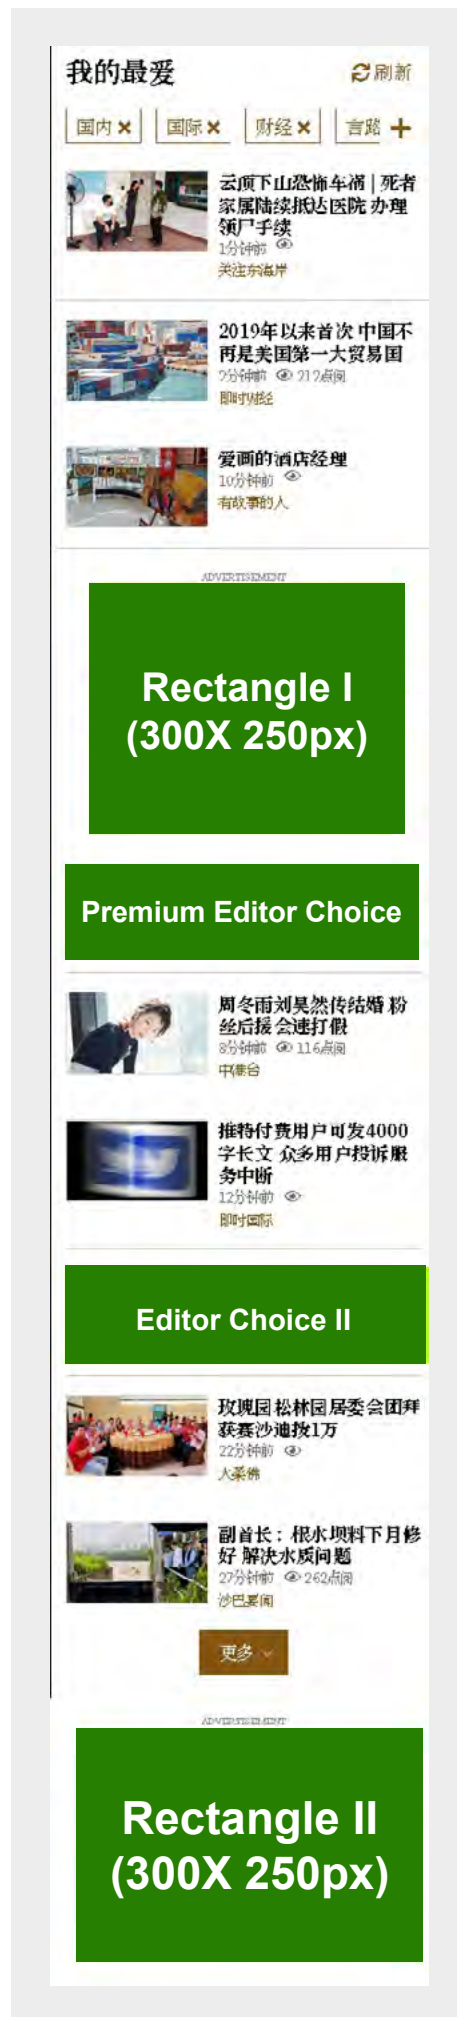 我的最爱
刷新
国内 ×
国际 ×
财经 ×
言路
+
云顶下山恐怖车祸 | 死者
家属陆续抵达医院 办理
领尸手续
1分钟前
关注东海岸
2019年以来首次 中国不
再是美国第一大贸易国
2分钟前 212点阅
即时财经
爱画的酒店经理
10分钟前
有故事的人
ADVERTISEMENT
Rectangle I
(300X 250px)
Premium Editor Choice
周冬雨刘昊然传结婚 粉
丝后援会速打假
8分钟前 116点阅
中港台
推特付费用户可发4000
字长文 众多用户投诉服
务中断
12分钟前
即时国际
Editor Choice II
玫瑰园松林园居委会团拜
获赛沙迪拨1万
22分钟前
大柔佛
副首长：根水坝料下月修
好 解决水质问题
27分钟前 262点阅
沙巴要闻
更多
ADVERTISEMENT
Rectangle II
(300X 250px)